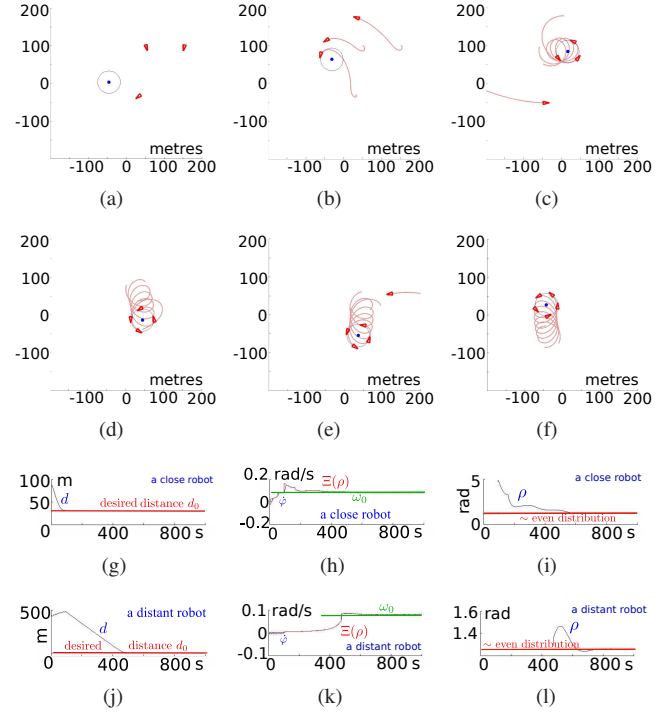 200
100
0
-100
metres
-100 0 100 200
(a)
200
100
0
-100
metres
-100 0 100 200
(b)
200
100
0
-100
metres
-100 0 100 200
(c)
200
100
0
-100
metres
-100 0 100 200
(d)
200
100
0
-100
metres
-100 0 100 200
(e)
200
100
0
-100
metres
-100 0 100 200
(f)
100 m
a close robot
50 d desired distance d₀
0
0 400 800 s
(g)
0.2 rad/s Ξ(ρ)
0 φ̇ ω₀
a close robot
-0.2
0 400 800 s
(h)
5 a close robot
rad ρ
0 ~ even distribution
0 400 800 s
(i)
500 a distant robot
m d
desired distance d₀
0
0 400 800 s
(j)
0.1 rad/s ω₀
0 φ̇ Ξ(ρ)
a distant robot
-0.1
0 400 800 s
(k)
1.6 rad a distant robot
1.4 ρ
~ even distribution
0 400 800 s
(l)